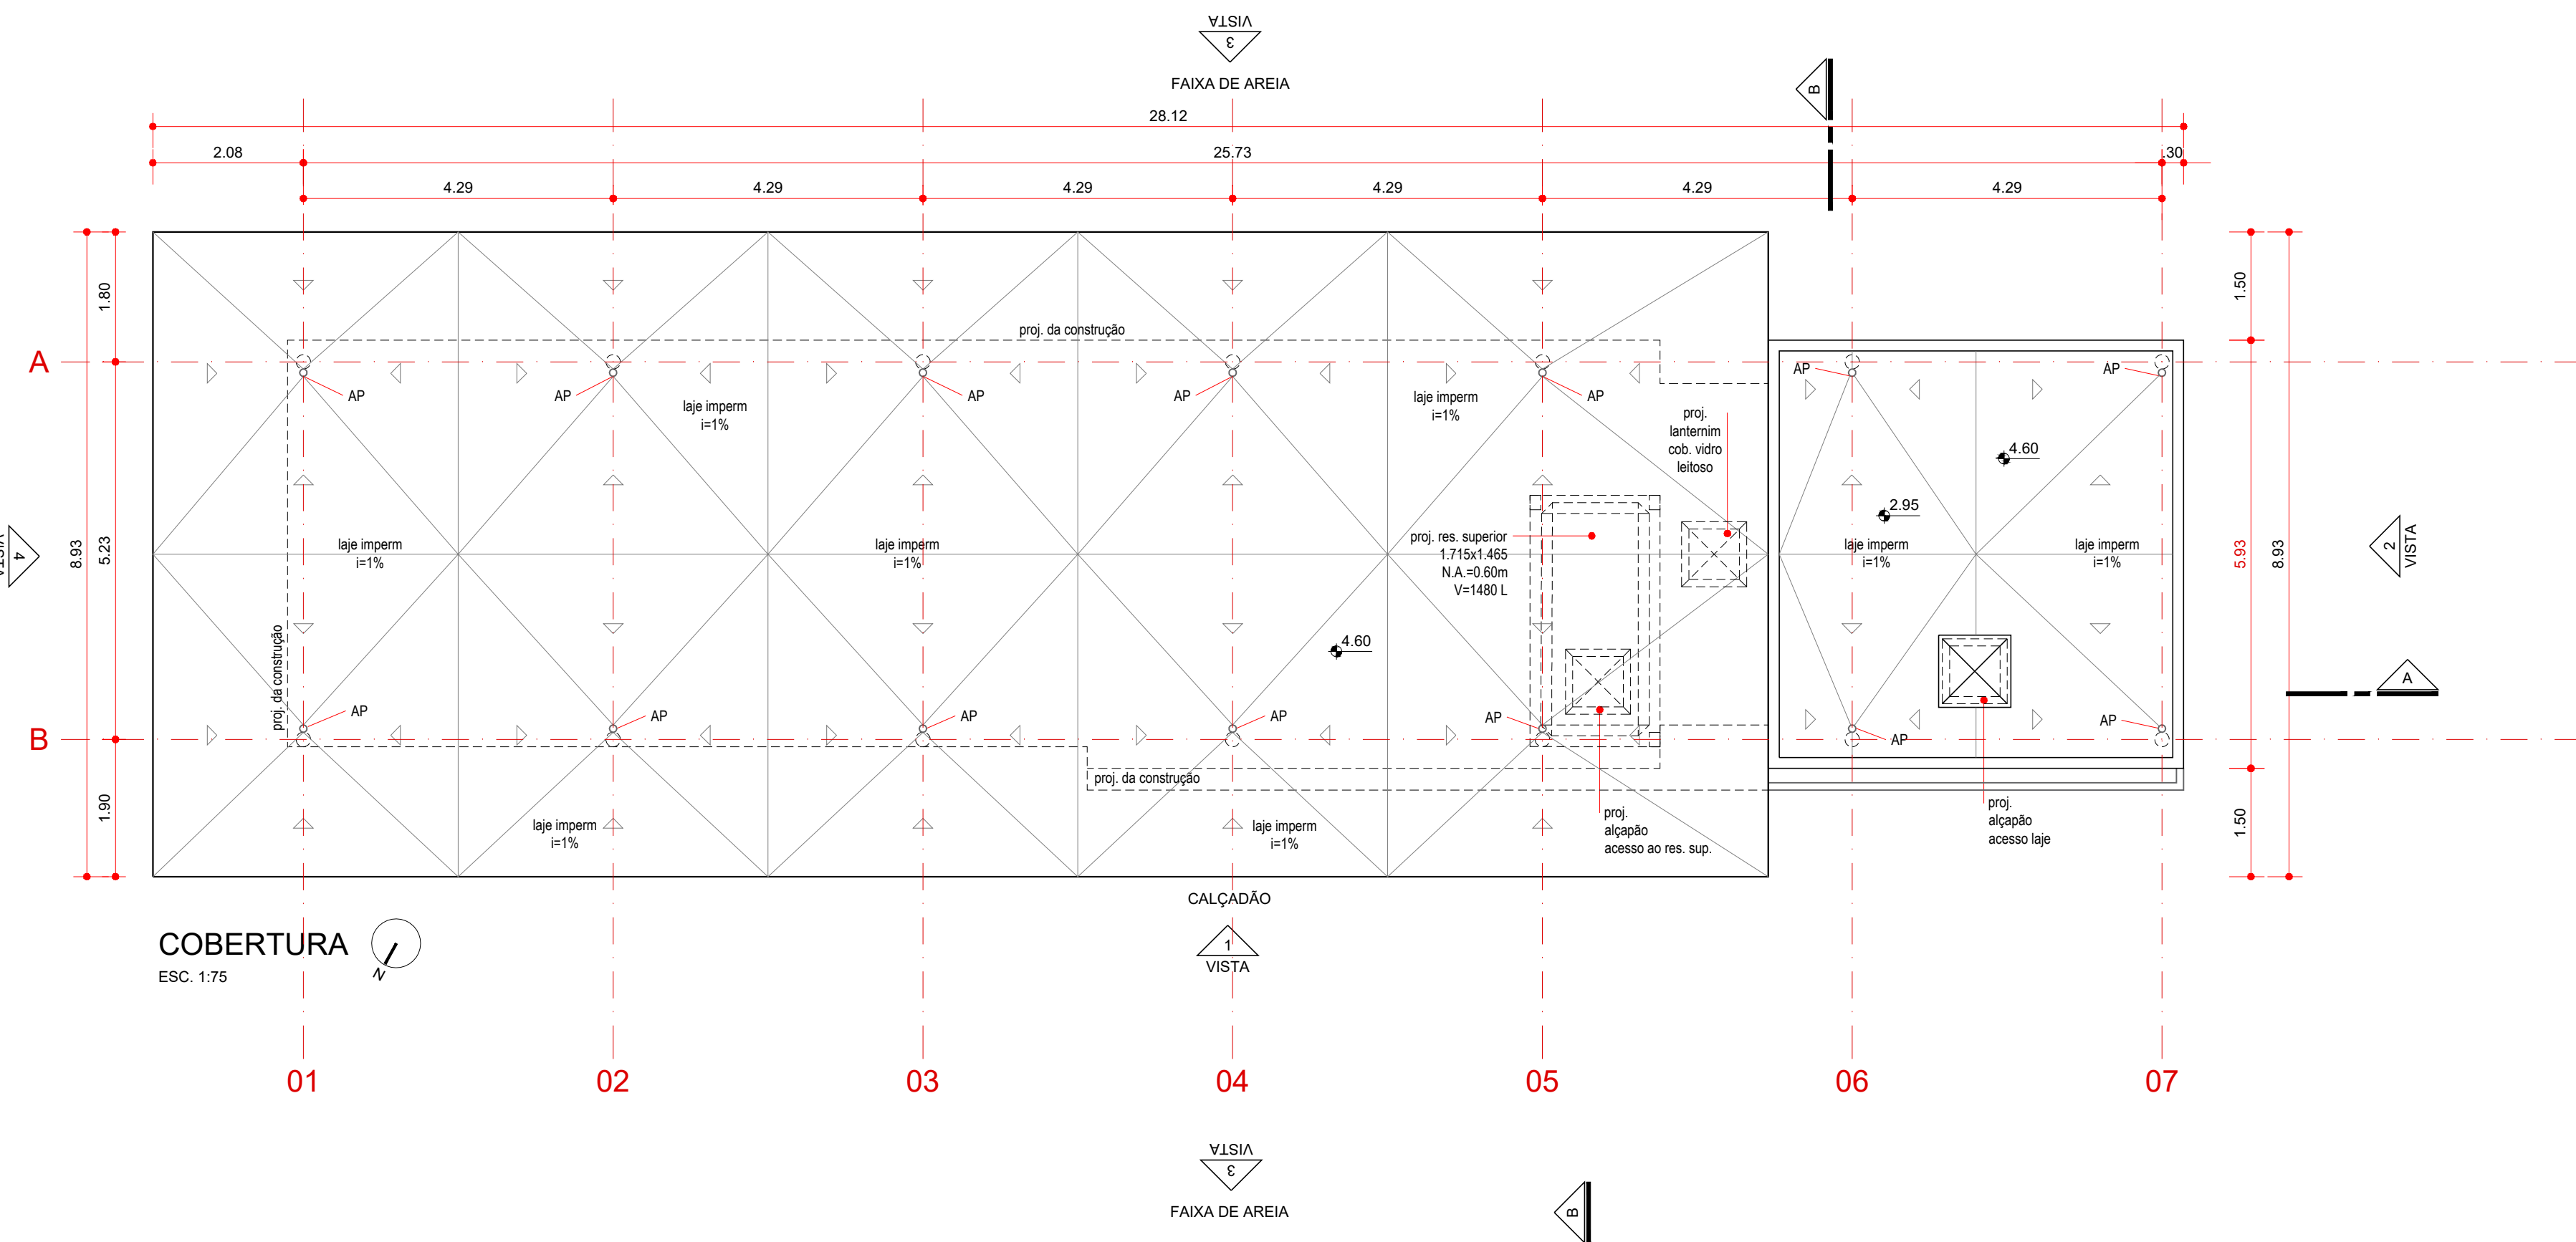 VISTA
3
FAIXA DE AREIA
B
28.12
2.08
25.73
.30
4.29
4.29
4.29
4.29
4.29
4.29
1.80
8.93
5.23
1.90
1.50
5.93
8.93
1.50
A
B
proj. da construção
AP
AP
AP
AP
AP
AP
AP
laje imperm
i=1%
laje imperm
i=1%
proj.
lanternim
cob. vidro
leitoso
4.60
2.95
4
proj. res. superior
1.715x1.465
N.A.=0.60m
V=1480 L
laje imperm
i=1%
laje imperm
i=1%
laje imperm
i=1%
laje imperm
i=1%
2
VISTA
4.60
A
proj. da construção
AP
AP
AP
AP
AP
AP
AP
proj. da construção
laje imperm
i=1%
laje imperm
i=1%
proj.
alçapão
acesso ao res. sup.
proj.
alçapão
acesso laje
CALÇADÃO
1
VISTA
COBERTURA
N
ESC. 1:75
01
02
03
04
05
06
07
VISTA
3
FAIXA DE AREIA
B